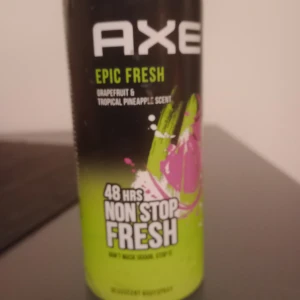 AXE
EPIC FRESH
GRAPEFRUIT &
TROPICAL PINEAPPLE SCENT
48 HRS
NON STOP
FRESH